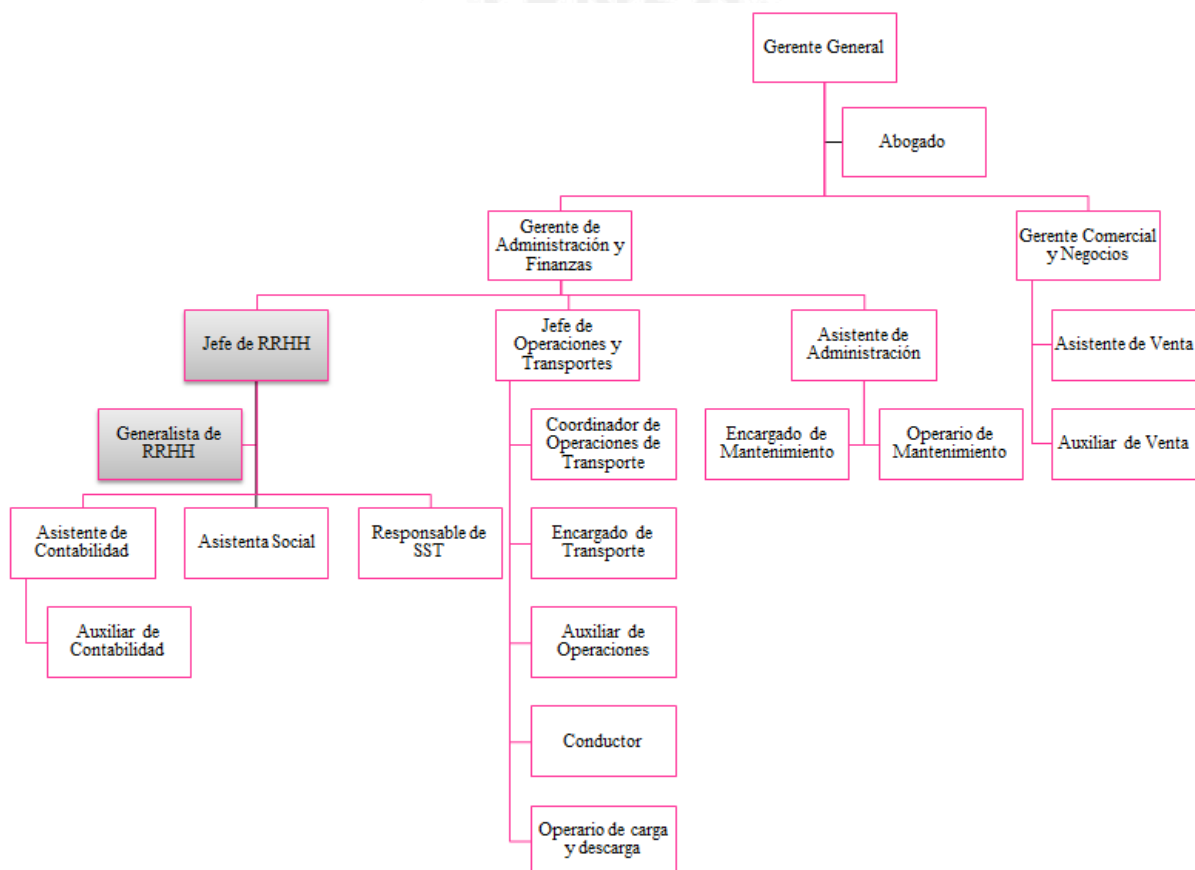 Gerente General
Abogado
Gerente de
Administración y
Finanzas
Gerente Comercial
y Negocios
Jefe de RRHH
Jefe de
Operaciones y
Transportes
Asistente de
Administración
Asistente de Venta
Generalista de
RRHH
Coordinador de
Operaciones de
Transporte
Encargado de
Mantenimiento
Operario de
Mantenimiento
Auxiliar de Venta
Asistente de
Contabilidad
Asistenta Social
Responsable de
SST
Encargado de
Transporte
Auxiliar de
Contabilidad
Auxiliar de
Operaciones
Conductor
Operario de carga
y descarga